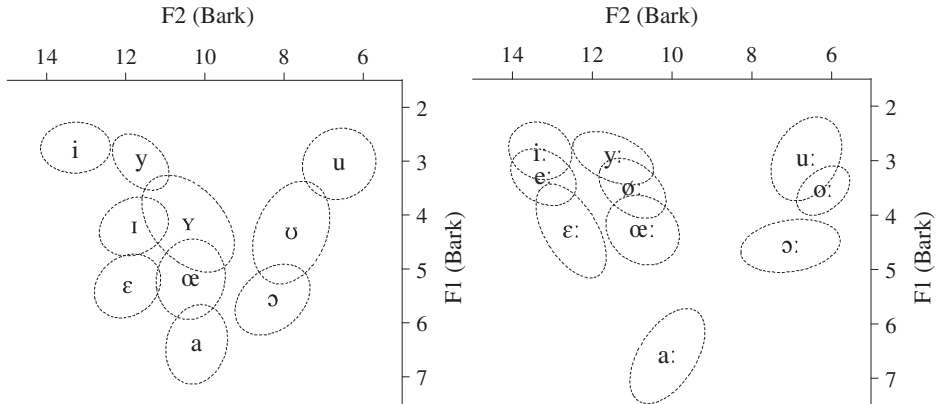 F2 (Bark)
14 12 10 8 6
2
3
4
5
6
7
F1 (Bark)
i
y
u
ɪ
ʏ
ʊ
ɛ
œ
ɔ
a
F2 (Bark)
14 12 10 8 6
2
3
4
5
6
7
F1 (Bark)
iː
yː
uː
eː
øː
oː
ɛː
œː
ɔː
aː